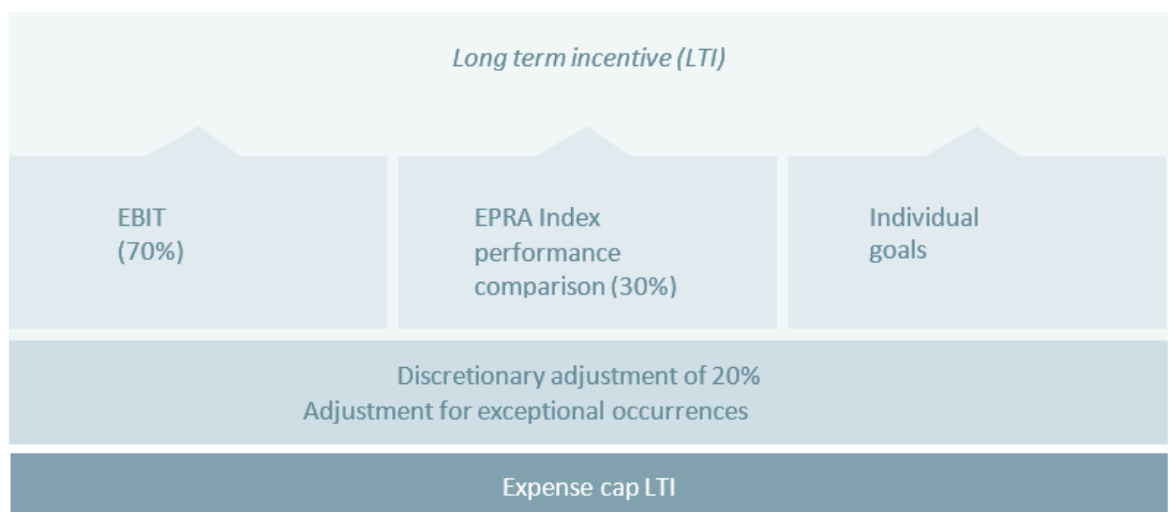 Long term incentive (LTI)
EBIT
(70%)
EPRA Index
performance
comparison (30%)
Individual
goals
Discretionary adjustment of 20%
Adjustment for exceptional occurrences
Expense cap LTI